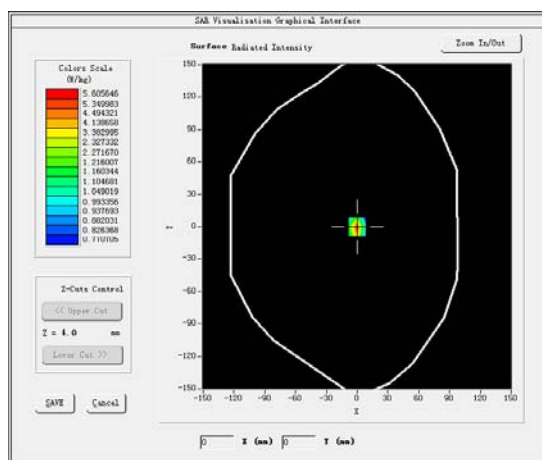 SAR Visualisation Graphical Interface
Surface Radiated Intensity
Zoom In/Out
Colors Scale
(W/kg)
5.605646
5.349983
4.494321
4.138658
3.382995
2.327332
2.271670
1.216007
1.160344
1.104681
1.049019
0.993356
0.937693
0.882031
0.826368
0.770705
150
120
90
60
30
0
-30
-60
-90
-120
-150
Y
-150 -120 -90 -60 -30 0 30 60 90 120 150
X
Z-Cuts Control
<< Upper Cut
Z = 4.0 mm
Lower Cut >>
SAVE Cancel
0 X (mm) 0 Y (mm)